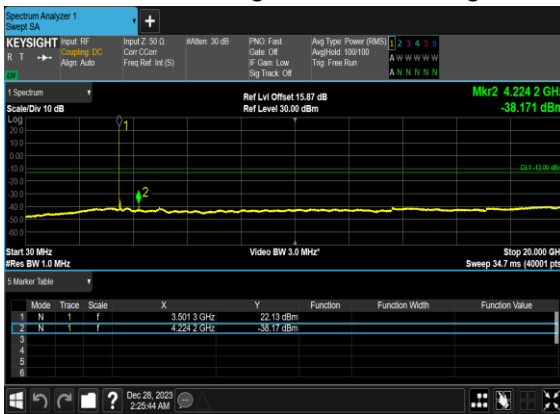 Spectrum Analyzer 1
Swept SA
+
KEYSIGHT Input: RF Input Z: 50 Ω #Atten: 30 dB PNO: Fast Avg Type: Power (RMS) 1 2 3 4 5 6
R T Coupling: DC Corr CCorr Gate: Off Avg|Hold: 100/100 A W W W W W
Align: Auto Freq Ref: Int (S) IF Gain: Low Trig: Free Run
LV Sig Track: Off A N N N N N
1 Spectrum Ref Lvl Offset 15.87 dB Mkr2 4.224 2 GHz
Scale/Div 10 dB Ref Level 30.00 dBm -38.171 dBm
Log
1
20.0
10.0
0.00
-10.0
DL1 -13.00 dBm
-20.0
-30.0
2
-40.0
-50.0
-60.0
Start 30 MHz Video BW 3.0 MHz* Stop 20.000 GHz
#Res BW 1.0 MHz Sweep 34.7 ms (40001 pts)
5 Marker Table
Mode Trace Scale X Y Function Function Width Function Value
1 N 1 f 3.501 3 GHz 22.13 dBm
2 N 1 f 4.224 2 GHz -38.17 dBm
3
4
5
6
? Dec 28, 2023
2:25:44 AM